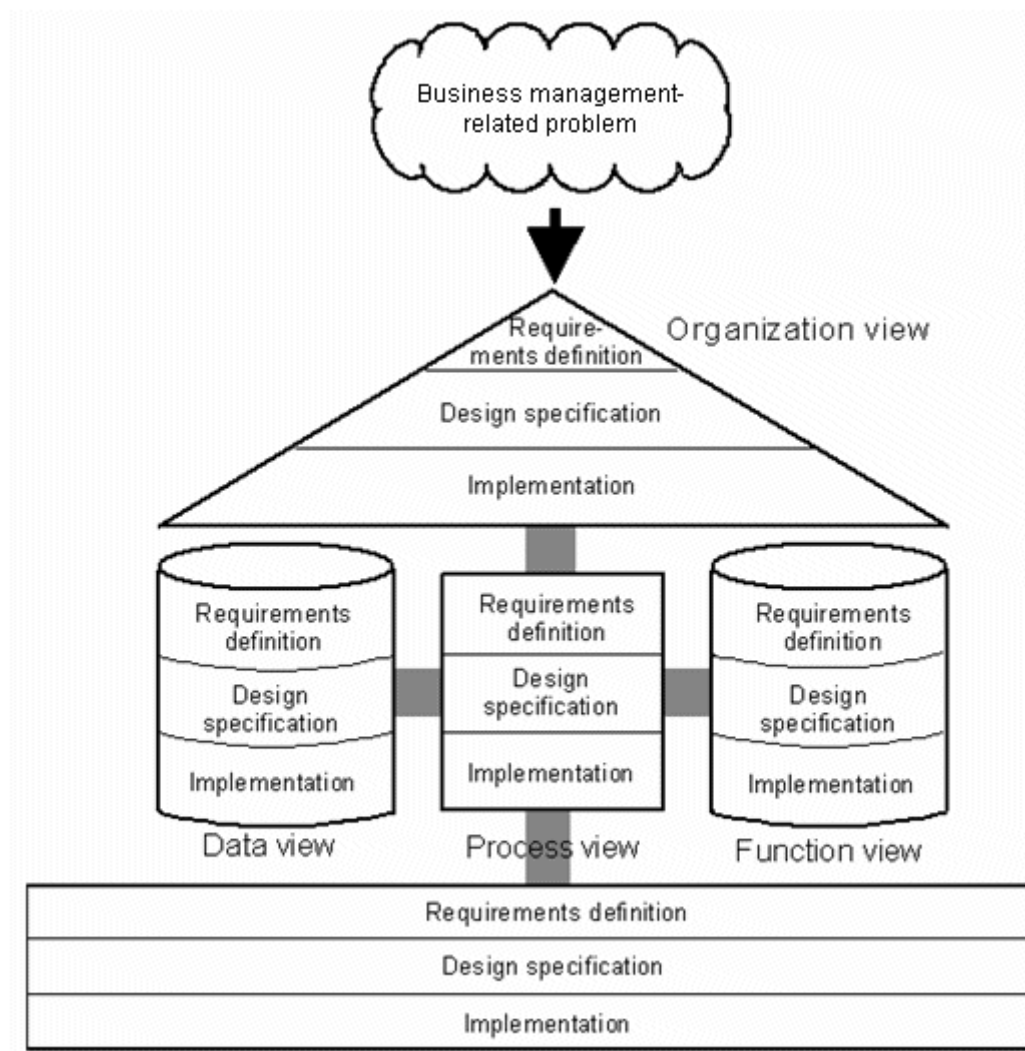 Business management-
related problem
Require-
ments definition
Organization view
Design specification
Implementation
Requirements
definition
Design
specification
Implementation
Data view
Requirements
definition
Design
specification
Implementation
Process view
Requirements
definition
Design
specification
Implementation
Function view
Requirements definition
Design specification
Implementation